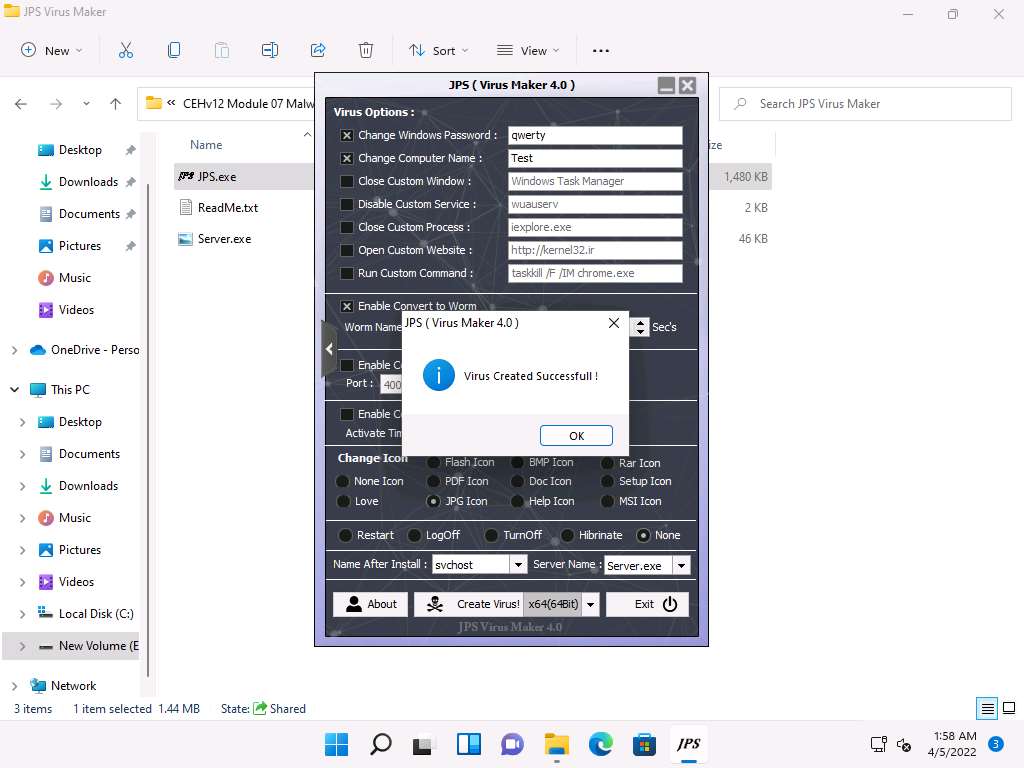 JPS Virus Maker
New
Sort
View
CEHv12 Module 07 Malw
Search JPS Virus Maker
JPS ( Virus Maker 4.0 )
Virus Options :
Change Windows Password : qwerty
Change Computer Name : Test
Close Custom Window : Windows Task Manager
Disable Custom Service : wuauserv
Close Custom Process : iexplore.exe
Open Custom Website : http://kernel32.ir
Run Custom Command : taskkill /F /IM chrome.exe
Enable Convert to Worm
Worm Name
Sec's
Enable C
Port : 400
Enable C
Activate Tim
JPS ( Virus Maker 4.0 )
Virus Created Successfull !
OK
Change Icon
Flash Icon BMP Icon Rar Icon
None Icon PDF Icon Doc Icon Setup Icon
Love JPG Icon Help Icon MSI Icon
Restart LogOff TurnOff Hibrinate None
Name After Install : svchost Server Name : Server.exe
About Create Virus! x64(64Bit) Exit
JPS Virus Maker 4.0
Name
ize
JPS.exe 1,480 KB
ReadMe.txt 2 KB
Server.exe 46 KB
Desktop
Downloads
Documents
Pictures
Music
Videos
OneDrive - Perso
This PC
Desktop
Documents
Downloads
Music
Pictures
Videos
Local Disk (C:)
New Volume (E
Network
3 items 1 item selected 1.44 MB State: Shared
JPS
1:58 AM
4/5/2022
3